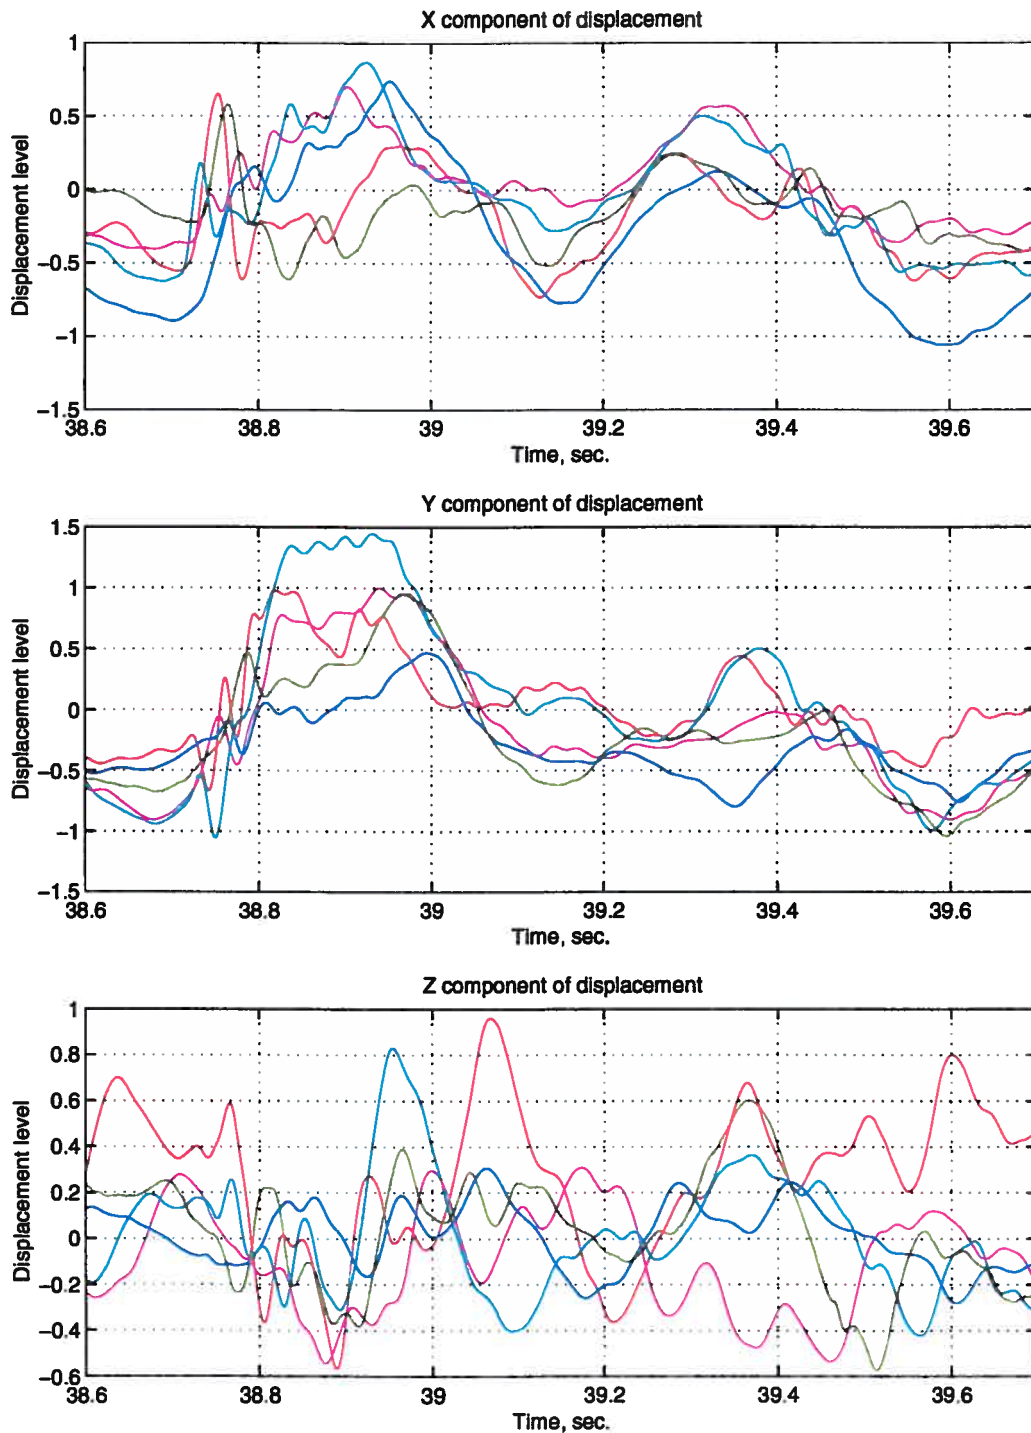 X component of displacement
1
0.5
0
−0.5
−1
−1.5
Displacement level
38.6 38.8 39 39.2 39.4 39.6
Time, sec.
Y component of displacement
1.5
1
0.5
0
−0.5
−1
−1.5
Displacement level
38.6 38.8 39 39.2 39.4 39.6
Time, sec.
Z component of displacement
1
0.8
0.6
0.4
0.2
0
−0.2
−0.4
−0.6
Displacement level
38.6 38.8 39 39.2 39.4 39.6
Time, sec.